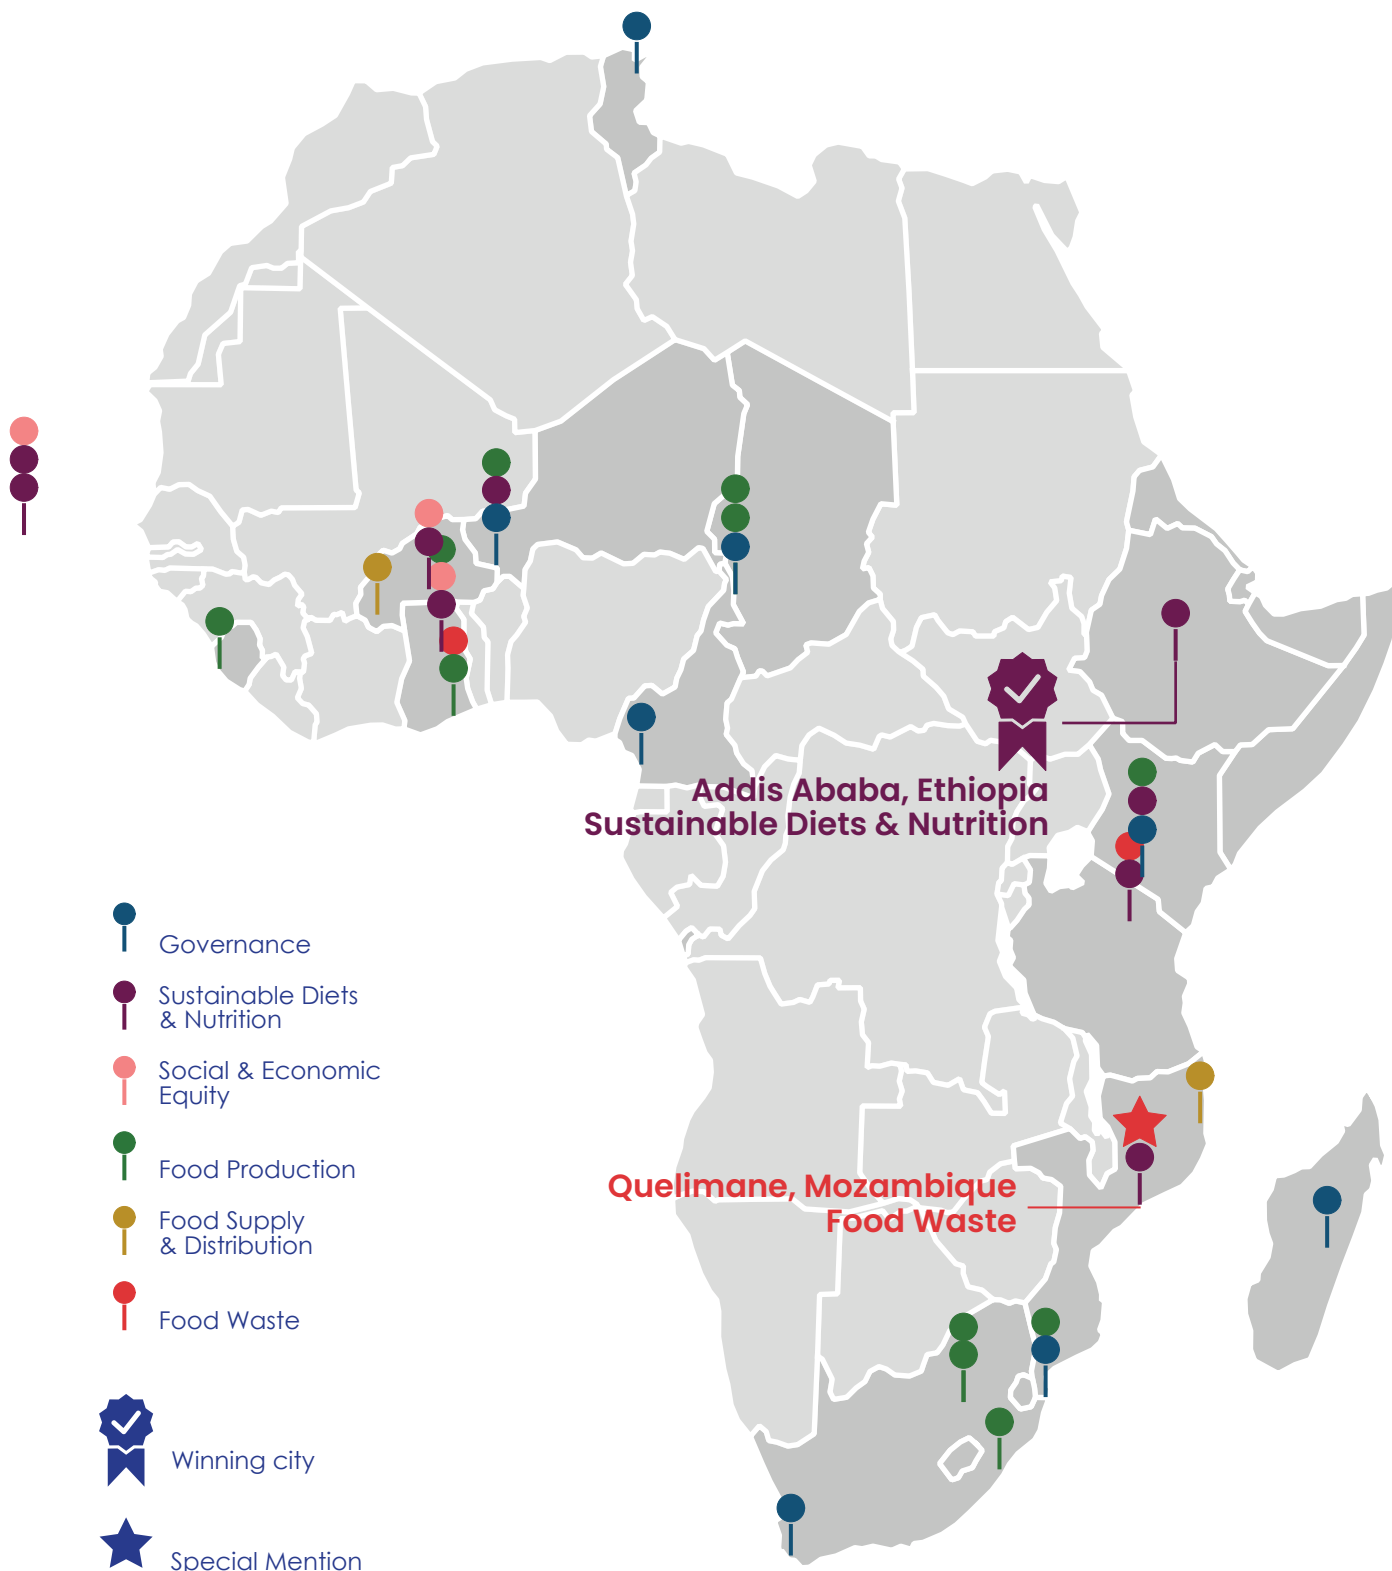 Addis Ababa, Ethiopia
Sustainable Diets & Nutrition
Governance
Sustainable Diets
& Nutrition
Social & Economic
Equity
Food Production
Quelimane, Mozambique
Food Waste
Food Supply
& Distribution
Food Waste
Winning city
Special Mention